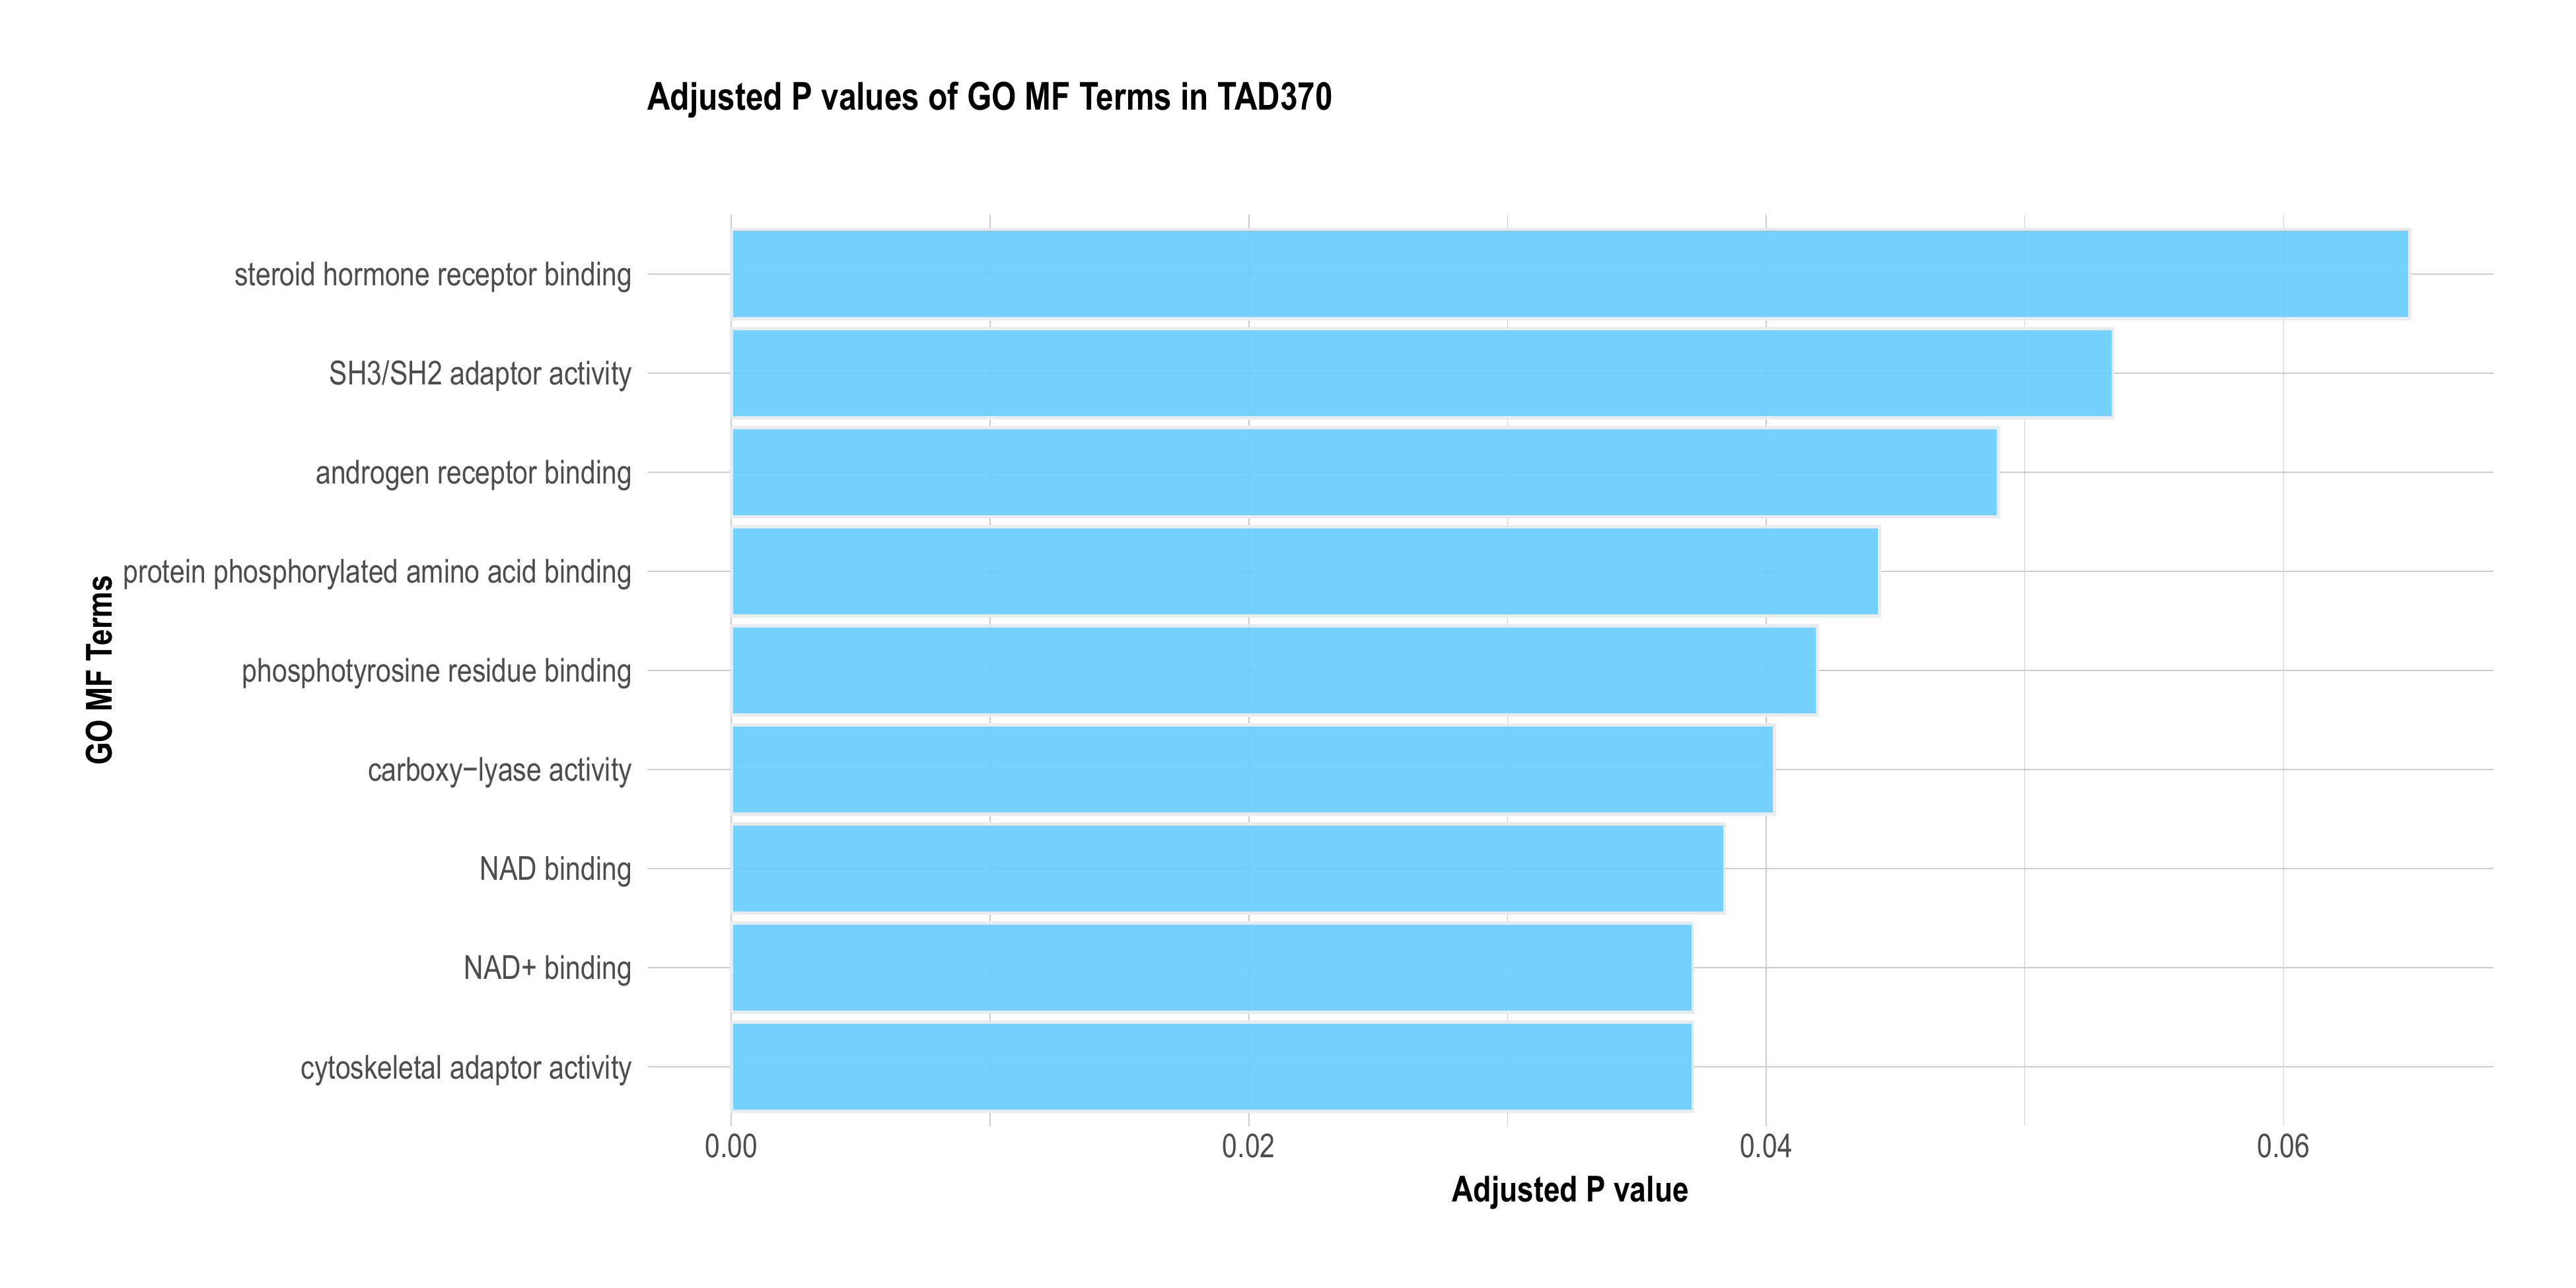 Adjusted P values of GO MF Terms in TAD370
steroid hormone receptor binding
SH3/SH2 adaptor activity
androgen receptor binding
protein phosphorylated amino acid binding
phosphotyrosine residue binding
carboxy−lyase activity
NAD binding
NAD+ binding
cytoskeletal adaptor activity
GO MF Terms
0.00 0.02 0.04 0.06
Adjusted P value